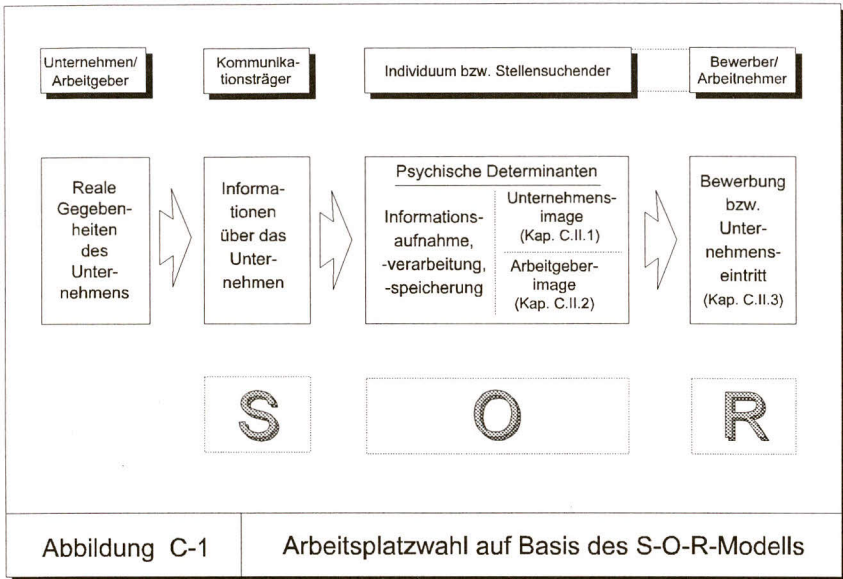 Unternehmen/
Arbeitgeber
Kommunika-
tionsträger
Individuum bzw. Stellensuchender
Bewerber/
Arbeitnehmer
Reale
Gegeben-
heiten
des
Unter-
nehmens
Informa-
tionen
über das
Unter-
nehmen
Psychische Determinanten
Informations-
aufnahme,
-verarbeitung,
-speicherung
Unternehmens-
image
(Kap. C.II.1)
Arbeitgeber-
image
(Kap. C.II.2)
Bewerbung
bzw.
Unter-
nehmens-
eintritt
(Kap. C.II.3)
S
O
R
Abbildung C-1
Arbeitsplatzwahl auf Basis des S-O-R-Modells